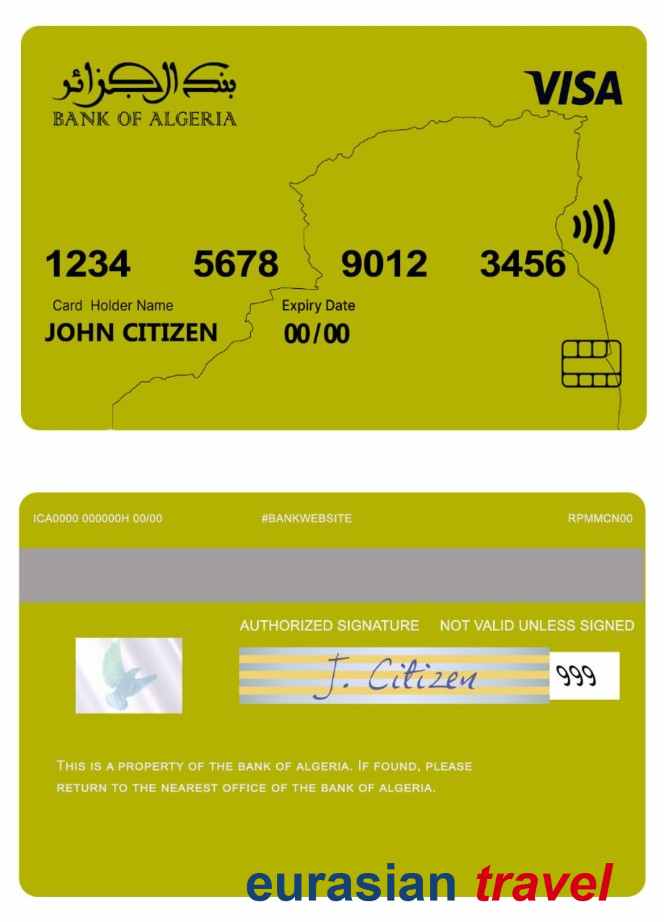 بنك الجزائر
BANK OF ALGERIA
VISA
1234 5678 9012 3456
Card Holder Name Expiry Date
JOHN CITIZEN 00/00
ICA0000 000000H 00/00 #BANKWEBSITE RPMMCN00
AUTHORIZED SIGNATURE NOT VALID UNLESS SIGNED
J. Citizen 999
THIS IS A PROPERTY OF THE BANK OF ALGERIA. IF FOUND, PLEASE
RETURN TO THE NEAREST OFFICE OF THE BANK OF ALGERIA.
eurasian travel